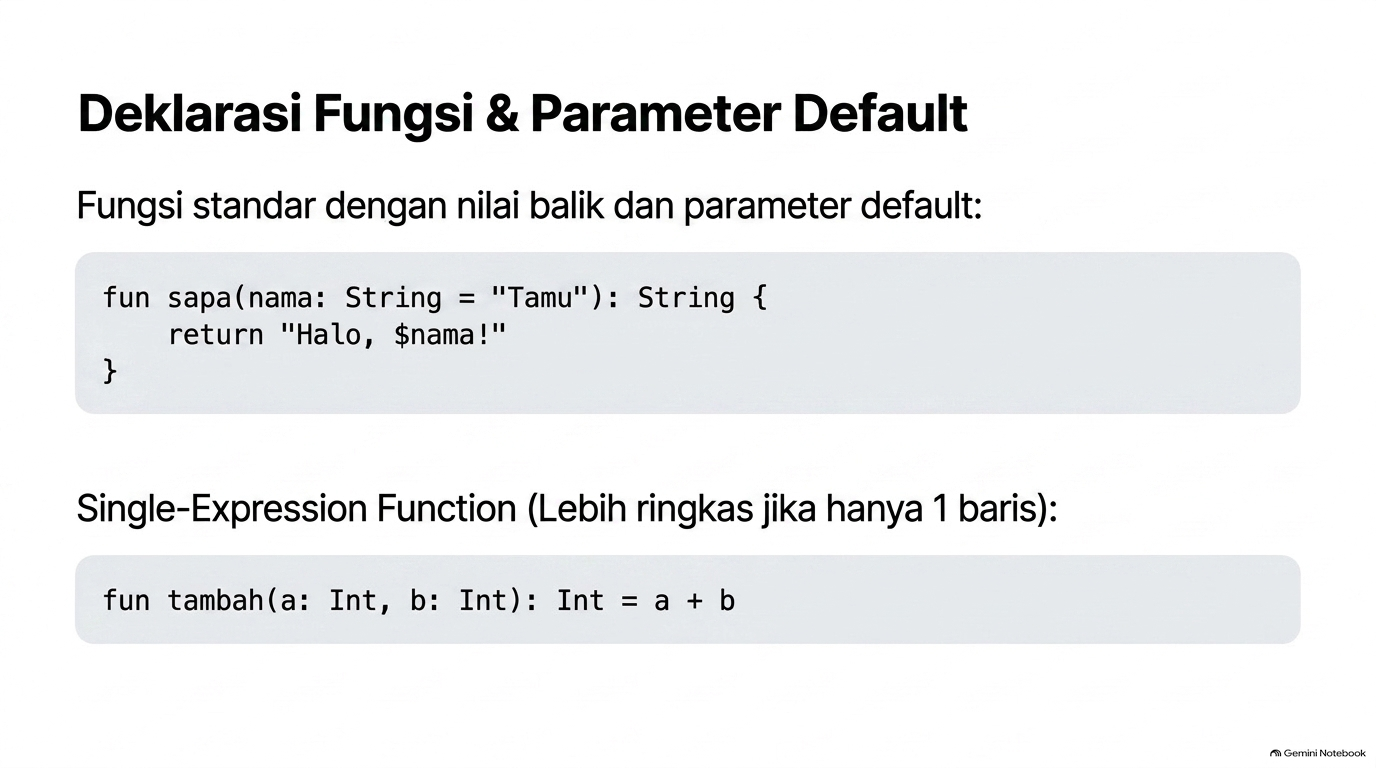 Deklarasi Fungsi & Parameter Default
Fungsi standar dengan nilai balik dan parameter default:
fun sapa(nama: String = "Tamu"): String {
    return "Halo, $nama!"
}
Single-Expression Function (Lebih ringkas jika hanya 1 baris):
fun tambah(a: Int, b: Int): Int = a + b
Gemini Notebook